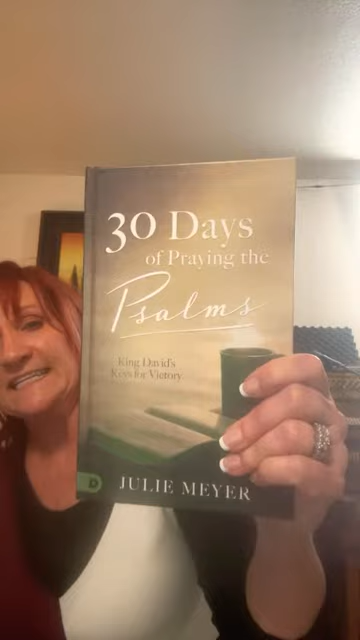 30 Days
of Praying the
Psalms
King David's
Keys for Victory
D
JULIE MEYER